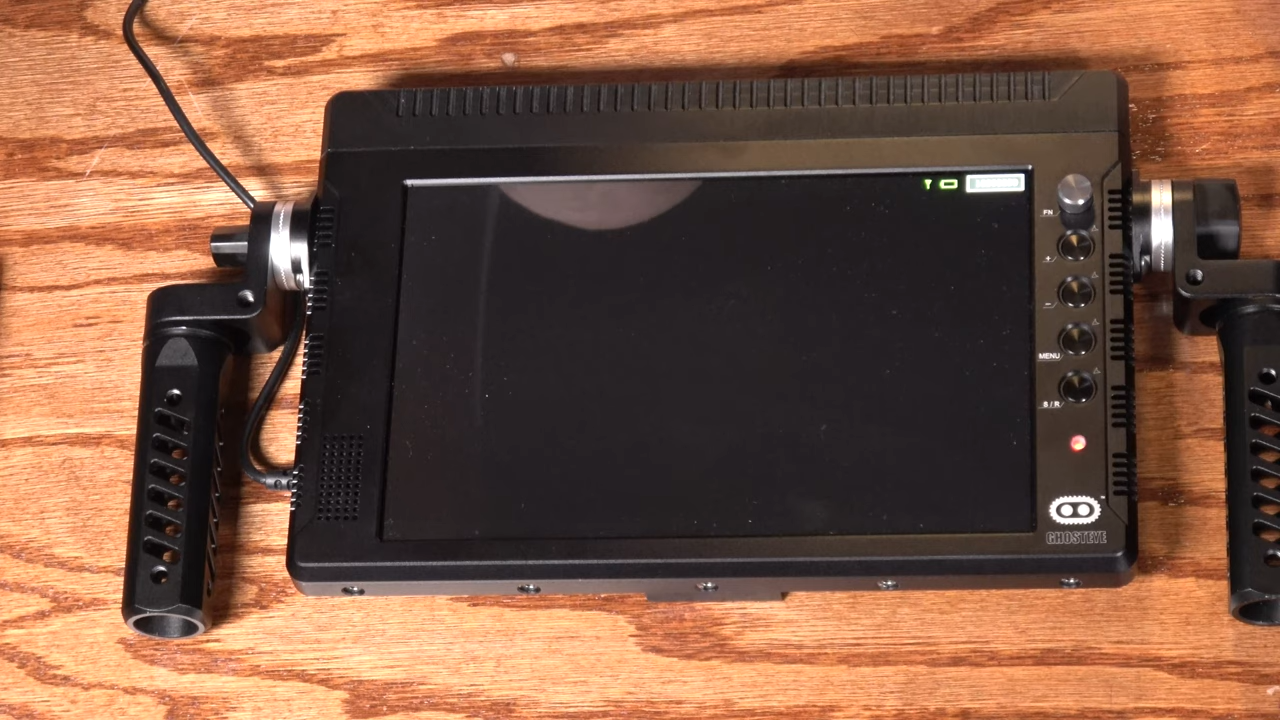 FN
+
-
MENU
S / R
GHOSTEYE